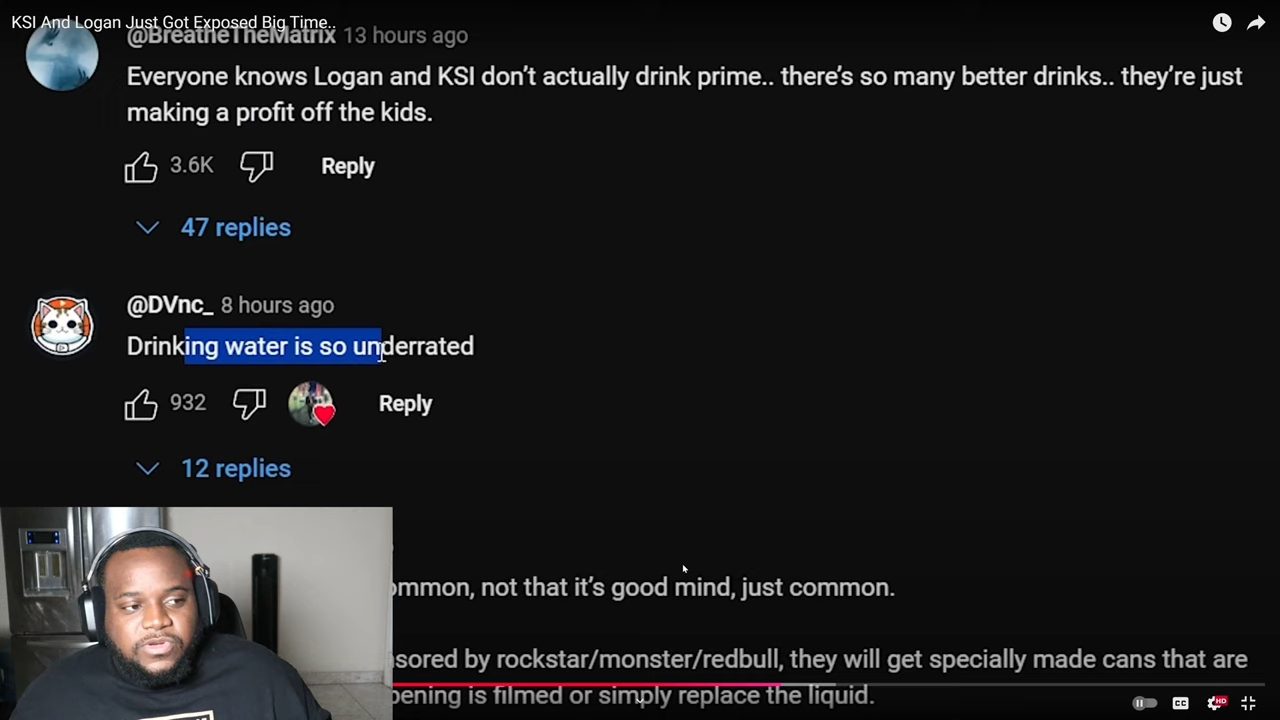 KSI And Logan Just Got Exposed Big Time..
@BreatheTheMatrix 13 hours ago
Everyone knows Logan and KSI don’t actually drink prime.. there’s so many better drinks.. they’re just
making a profit off the kids.
3.6K Reply
47 replies
@DVnc_ 8 hours ago
Drinking water is so underrated
932 Reply
12 replies
ommon, not that it’s good mind, just common.
nsored by rockstar/monster/redbull, they will get specially made cans that are
pening is filmed or simply replace the liquid.
CC HD